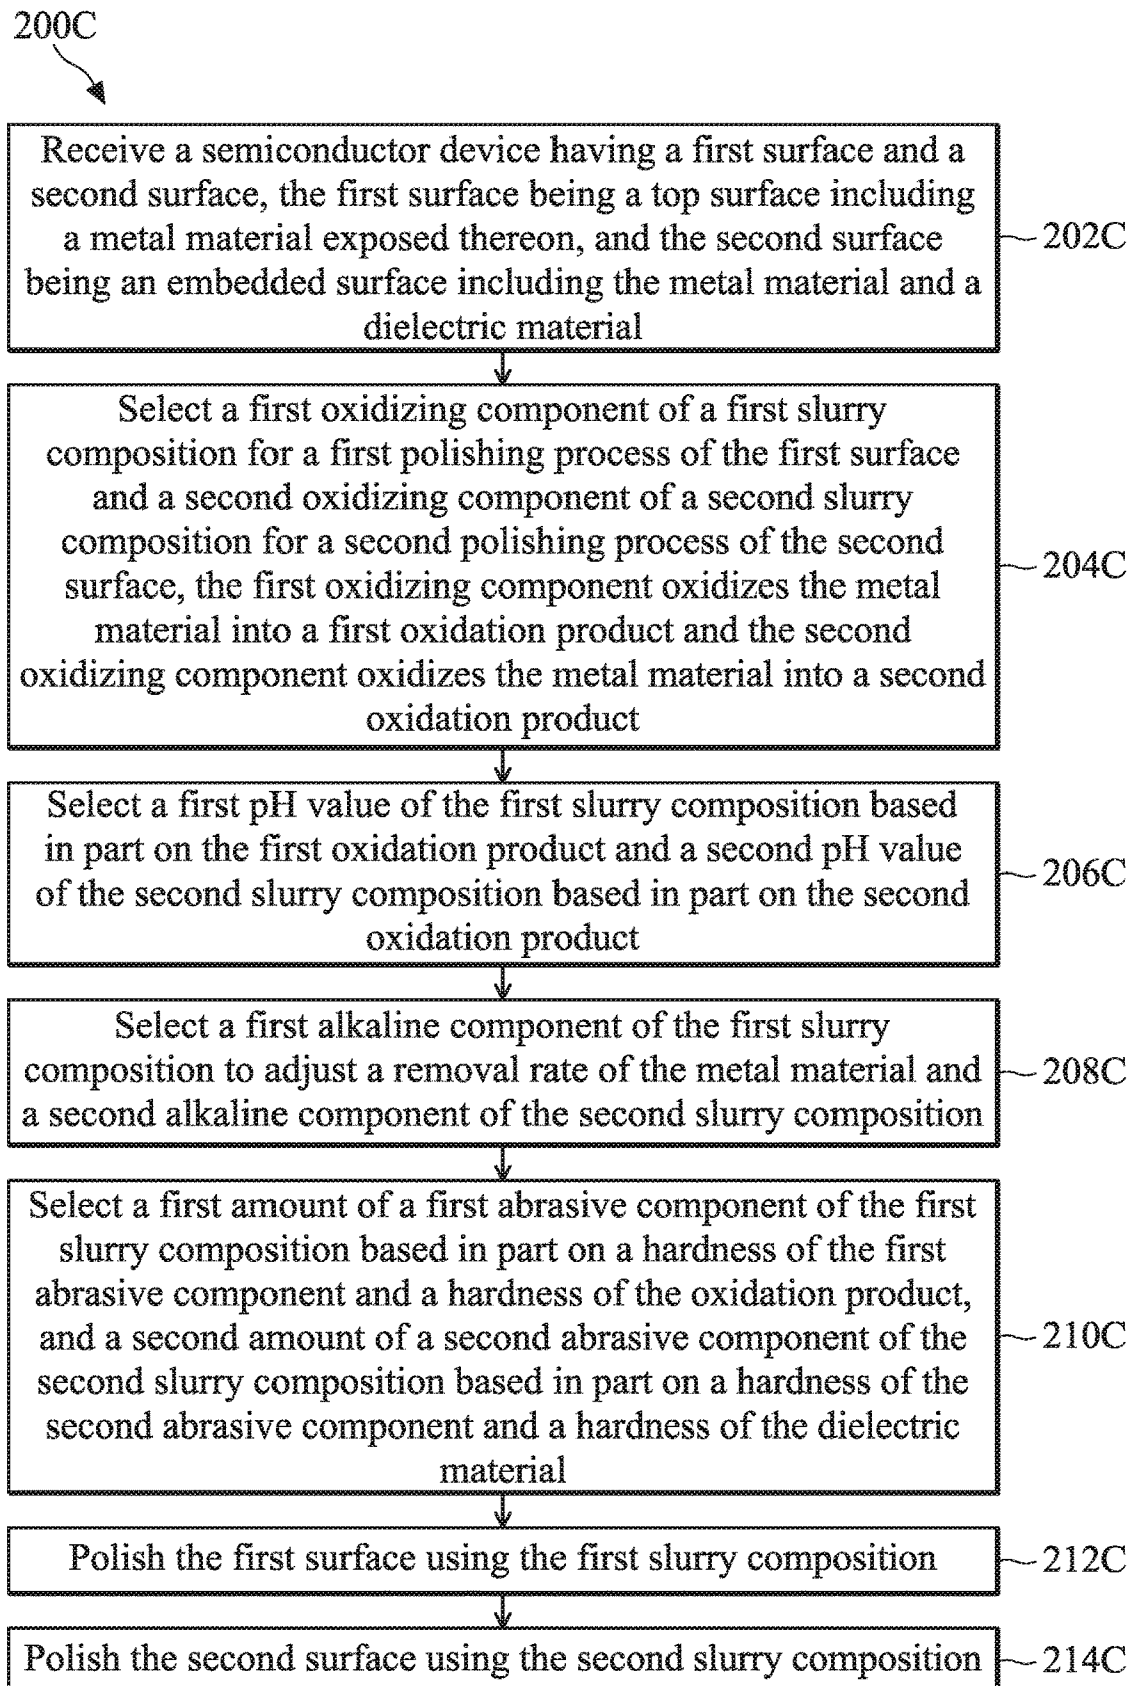 200C
Receive a semiconductor device having a first surface and a
second surface, the first surface being a top surface including
a metal material exposed thereon, and the second surface
being an embedded surface including the metal material and a
dielectric material
202C
Select a first oxidizing component of a first slurry
composition for a first polishing process of the first surface
and a second oxidizing component of a second slurry
composition for a second polishing process of the second
surface, the first oxidizing component oxidizes the metal
material into a first oxidation product and the second
oxidizing component oxidizes the metal material into a second
oxidation product
204C
Select a first pH value of the first slurry composition based
in part on the first oxidation product and a second pH value
of the second slurry composition based in part on the second
oxidation product
206C
Select a first alkaline component of the first slurry
composition to adjust a removal rate of the metal material and
a second alkaline component of the second slurry composition
208C
Select a first amount of a first abrasive component of the first
slurry composition based in part on a hardness of the first
abrasive component and a hardness of the oxidation product,
and a second amount of a second abrasive component of the
second slurry composition based in part on a hardness of the
second abrasive component and a hardness of the dielectric
material
210C
Polish the first surface using the first slurry composition
212C
Polish the second surface using the second slurry composition
214C